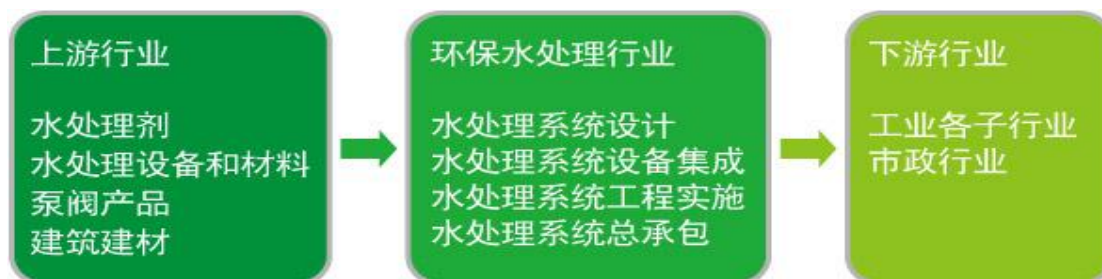 上游行业
水处理剂
水处理设备和材料
泵阀产品
建筑建材
环保水处理行业
水处理系统设计
水处理系统设备集成
水处理系统工程实施
水处理系统总承包
下游行业
工业各子行业
市政行业